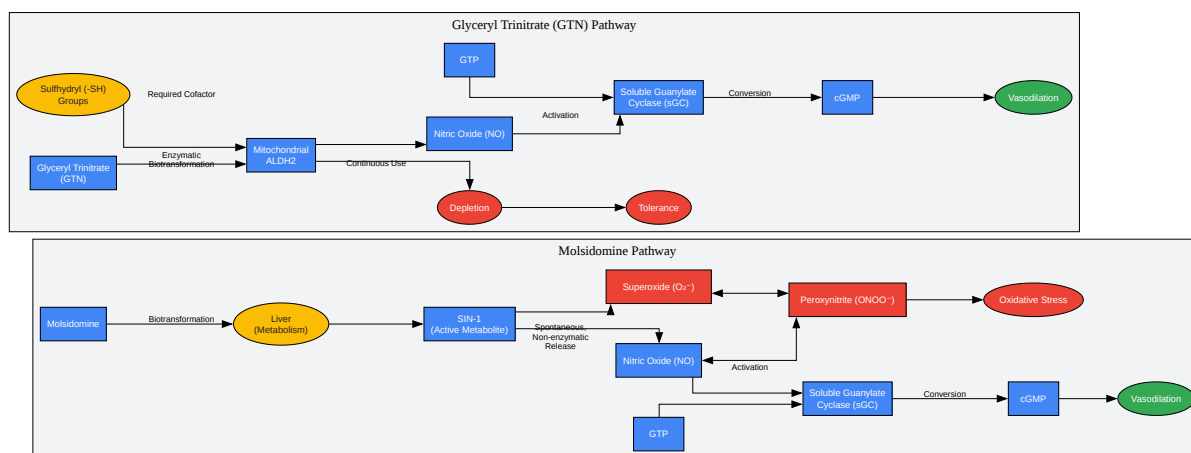 Glyceryl Trinitrate (GTN) Pathway
GTP
Sulfhydryl (-SH)
Groups
Required Cofactor
Soluble Guanylate
Cyclase (sGC)
Conversion
cGMP
Vasodilation
Activation
Nitric Oxide (NO)
Mitochondrial
ALDH2
Enzymatic
Biotransformation
Glyceryl Trinitrate
(GTN)
Continuous Use
Depletion
Tolerance
Molsidomine Pathway
Superoxide (O₂⁻)
Peroxynitrite (ONOO⁻)
Oxidative Stress
Molsidomine
Biotransformation
Liver
(Metabolism)
SIN-1
(Active Metabolite)
Spontaneous,
Non-enzymatic
Release
Nitric Oxide (NO)
Activation
Soluble Guanylate
Cyclase (sGC)
Conversion
cGMP
Vasodilation
GTP